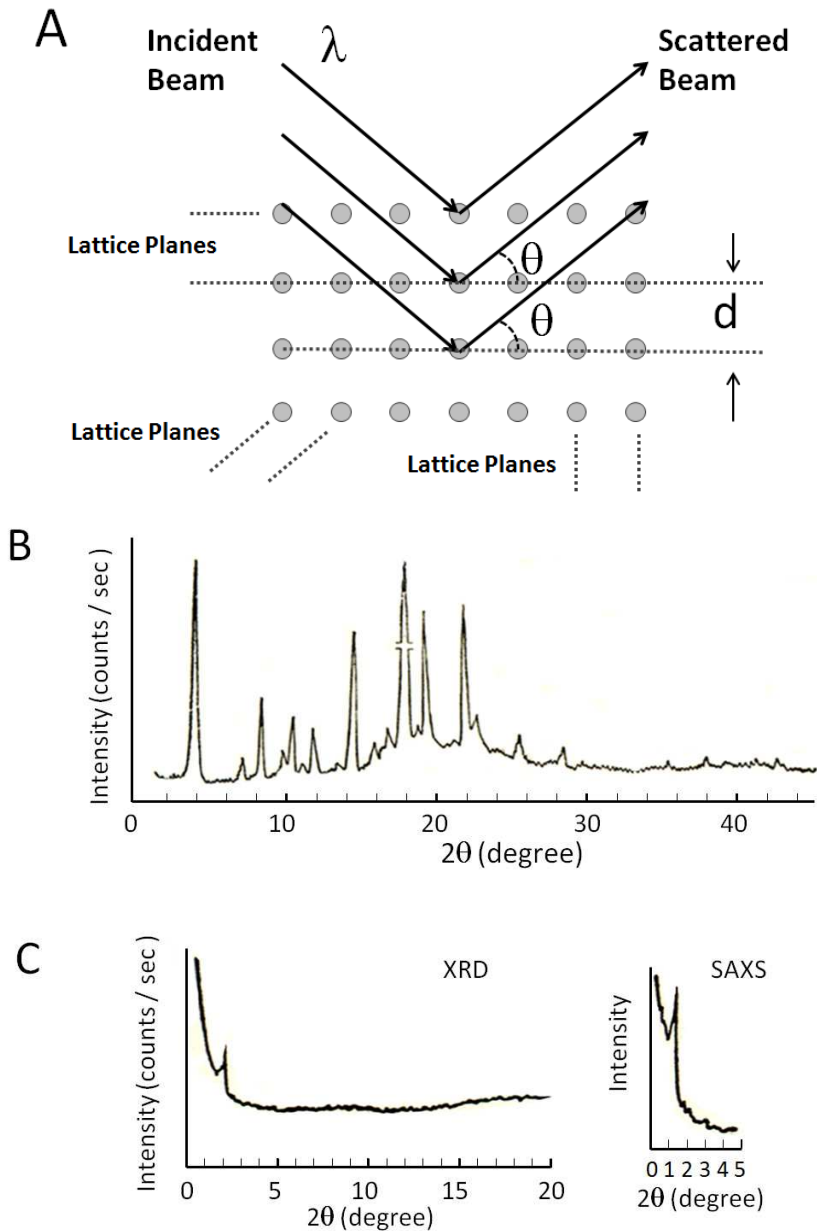 A
Incident
Beam
λ
Scattered
Beam
Lattice Planes
θ
θ
d
Lattice Planes
Lattice Planes
B
Intensity (counts / sec )
0 10 20 30 40
2θ (degree)
C
Intensity (counts / sec )
XRD
0 5 10 15 20
2θ (degree)
SAXS
Intensity
0 1 2 3 4 5
2θ (degree)